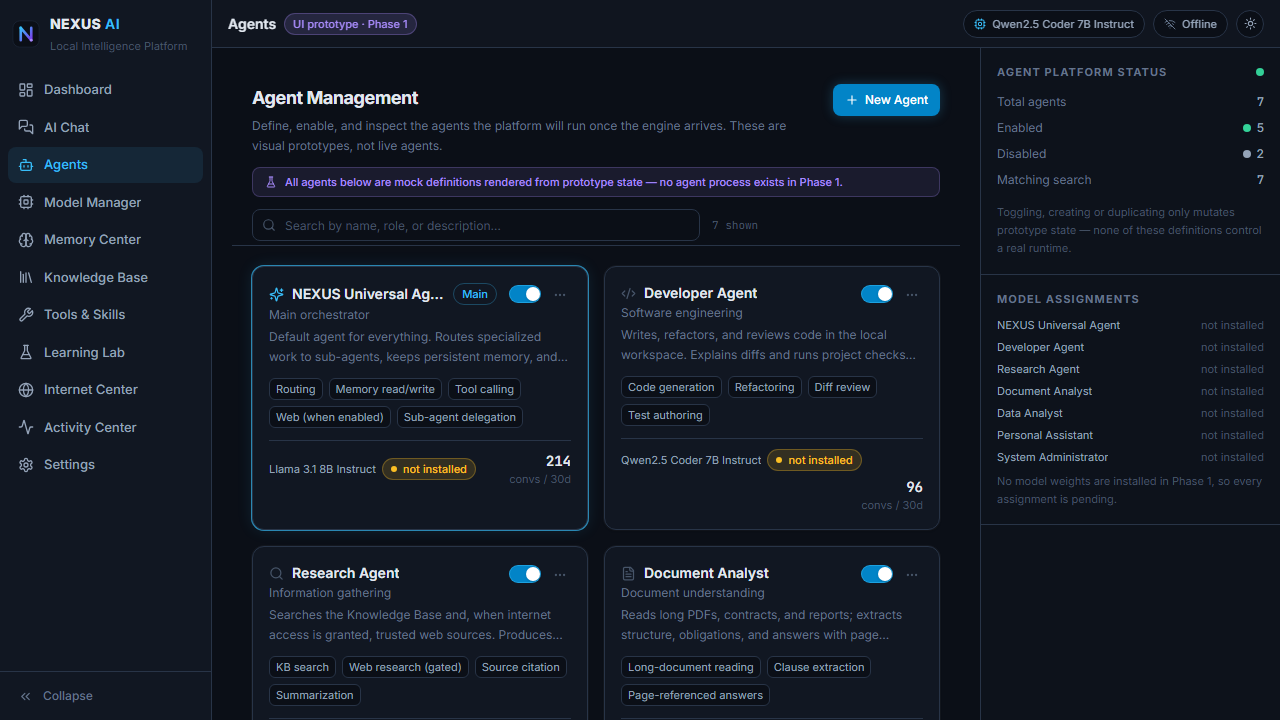 NEXUS AI
Local Intelligence Platform
Dashboard
AI Chat
Agents
Model Manager
Memory Center
Knowledge Base
Tools & Skills
Learning Lab
Internet Center
Activity Center
Settings
Collapse
Agents
UI prototype · Phase 1
Qwen2.5 Coder 7B Instruct
Offline
Agent Management
New Agent
Define, enable, and inspect the agents the platform will run once the engine arrives. These are
visual prototypes, not live agents.
All agents below are mock definitions rendered from prototype state — no agent process exists in Phase 1.
Search by name, role, or description...
7 shown
NEXUS Universal Ag...
Main
Main orchestrator
Default agent for everything. Routes specialized
work to sub-agents, keeps persistent memory, and...
Routing
Memory read/write
Tool calling
Web (when enabled)
Sub-agent delegation
Llama 3.1 8B Instruct
not installed
214
convs / 30d
Developer Agent
Software engineering
Writes, refactors, and reviews code in the local
workspace. Explains diffs and runs project checks...
Code generation
Refactoring
Diff review
Test authoring
Qwen2.5 Coder 7B Instruct
not installed
96
convs / 30d
Research Agent
Information gathering
Searches the Knowledge Base and, when internet
access is granted, trusted web sources. Produces...
KB search
Web research (gated)
Source citation
Summarization
Document Analyst
Document understanding
Reads long PDFs, contracts, and reports; extracts
structure, obligations, and answers with page...
Long-document reading
Clause extraction
Page-referenced answers
AGENT PLATFORM STATUS
Total agents 7
Enabled 5
Disabled 2
Matching search 7
Toggling, creating or duplicating only mutates
prototype state — none of these definitions control
a real runtime.
MODEL ASSIGNMENTS
NEXUS Universal Agent not installed
Developer Agent not installed
Research Agent not installed
Document Analyst not installed
Data Analyst not installed
Personal Assistant not installed
System Administrator not installed
No model weights are installed in Phase 1, so every
assignment is pending.